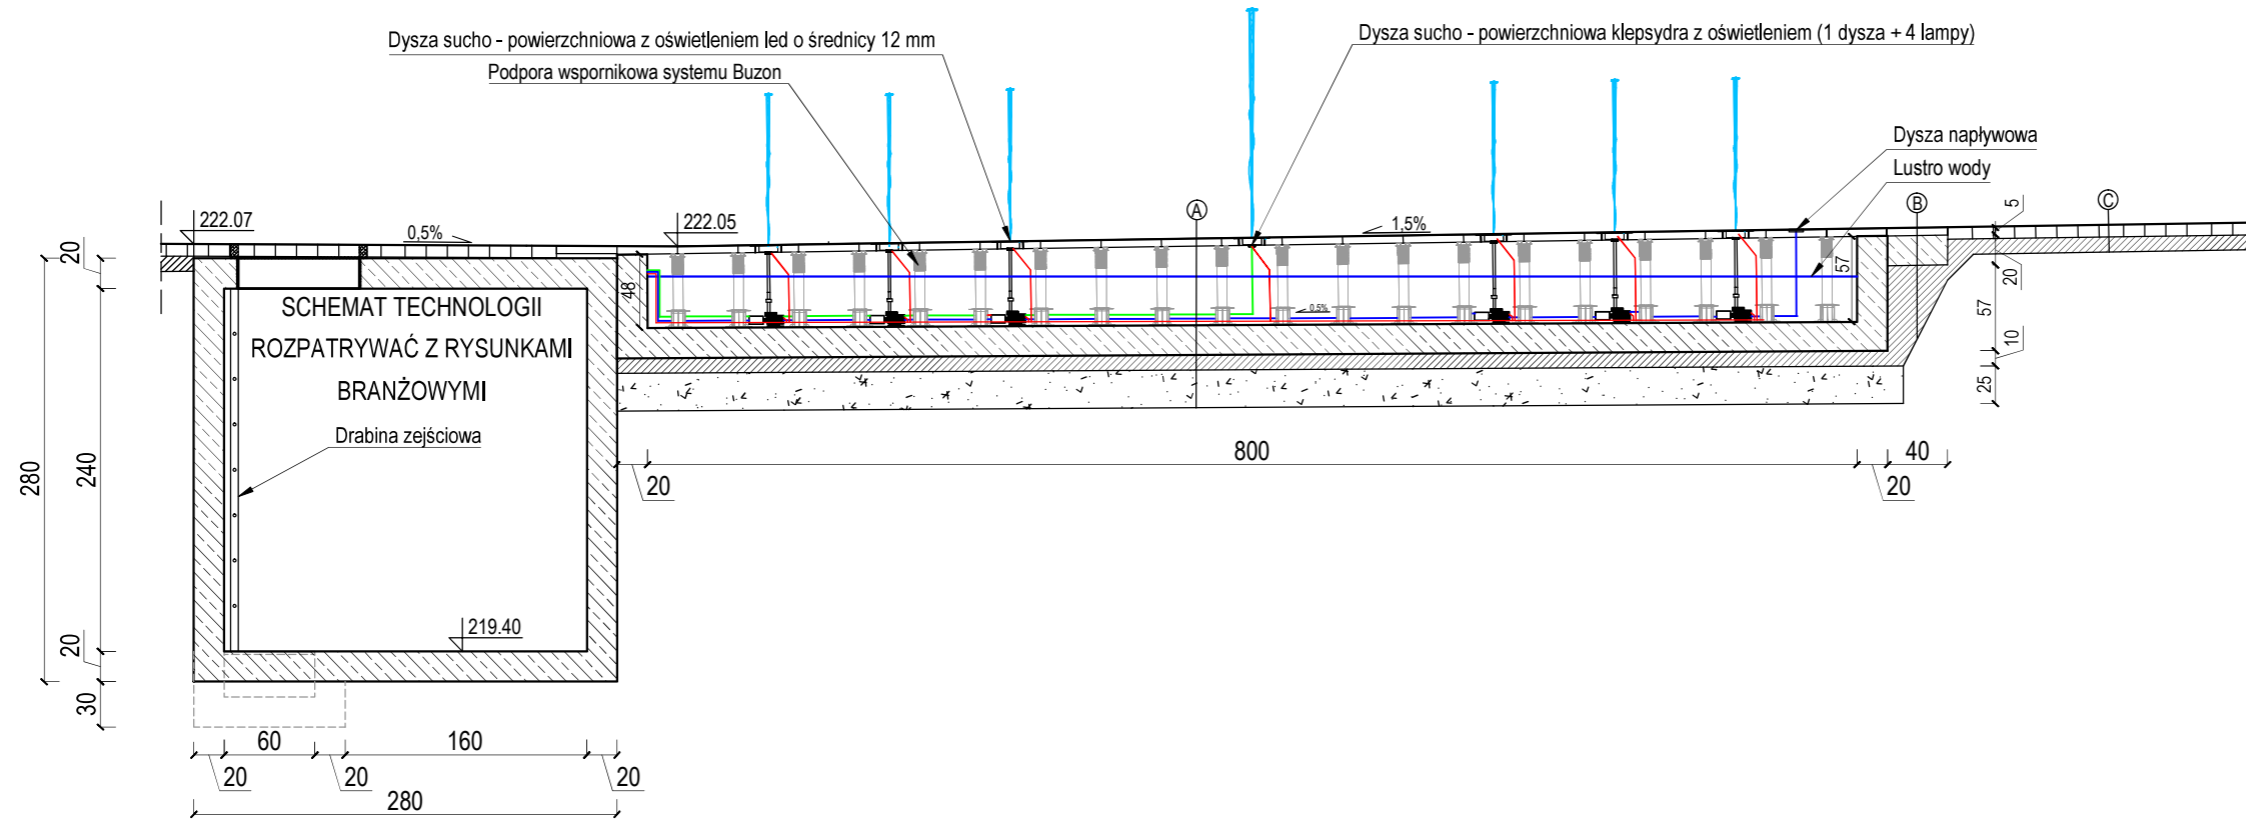 Dysza sucho - powierzchniowa z oświetleniem led o średnicy 12 mm
Podpora wspornikowa systemu Buzon
Dysza sucho - powierzchniowa klepsydra z oświetleniem (1 dysza + 4 lampy)
Dysza napływowa
Lustro wody
222.07
0,5%
222.05
A
1,5%
B
C
5
20
48
57
0,5%
20
57
10
25
SCHEMAT TECHNOLOGII
ROZPATRYWAĆ Z RYSUNKAMI
BRANŻOWYMI
Drabina zejściowa
280
240
20
30
219.40
20
800
20
40
60
160
20
20
20
280